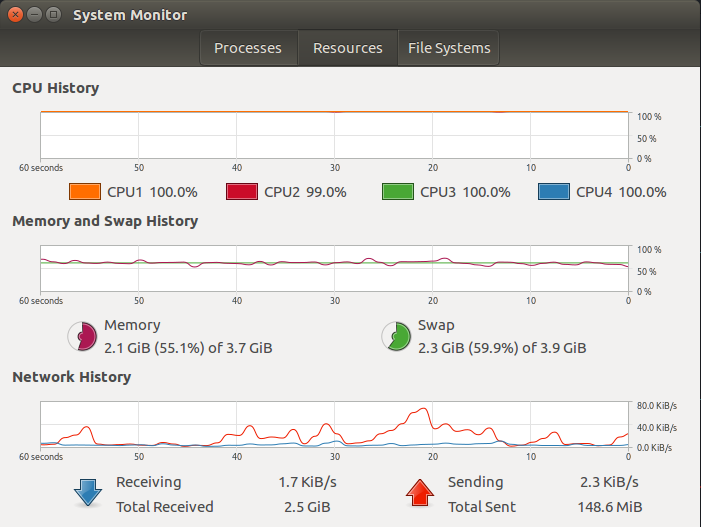 System Monitor
Processes Resources File Systems
CPU History
100 %
50 %
0 %
60 seconds 50 40 30 20 10 0
CPU1 100.0% CPU2 99.0% CPU3 100.0% CPU4 100.0%
Memory and Swap History
100 %
50 %
0 %
60 seconds 50 40 30 20 10 0
Memory Swap
2.1 GiB (55.1%) of 3.7 GiB 2.3 GiB (59.9%) of 3.9 GiB
Network History
80.0 KiB/s
40.0 KiB/s
0.0 KiB/s
60 seconds 50 40 30 20 10 0
Receiving 1.7 KiB/s Sending 2.3 KiB/s
Total Received 2.5 GiB Total Sent 148.6 MiB